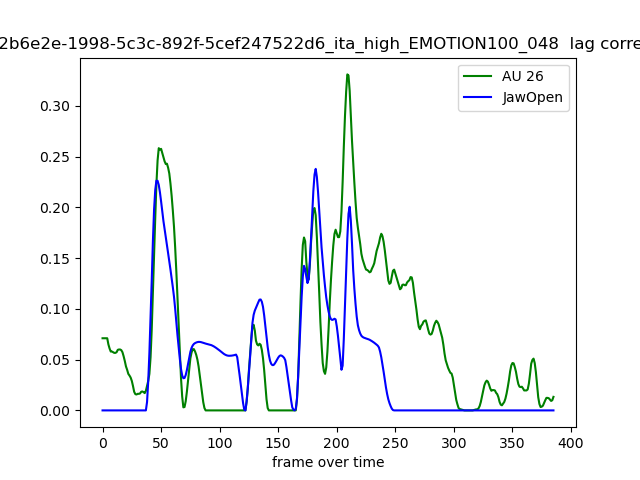 2b6e2e-1998-5c3c-892f-5cef247522d6_ita_high_EMOTION100_048 lag corre
AU 26
JawOpen
0.30
0.25
0.20
0.15
0.10
0.05
0.00
0 50 100 150 200 250 300 350 400
frame over time